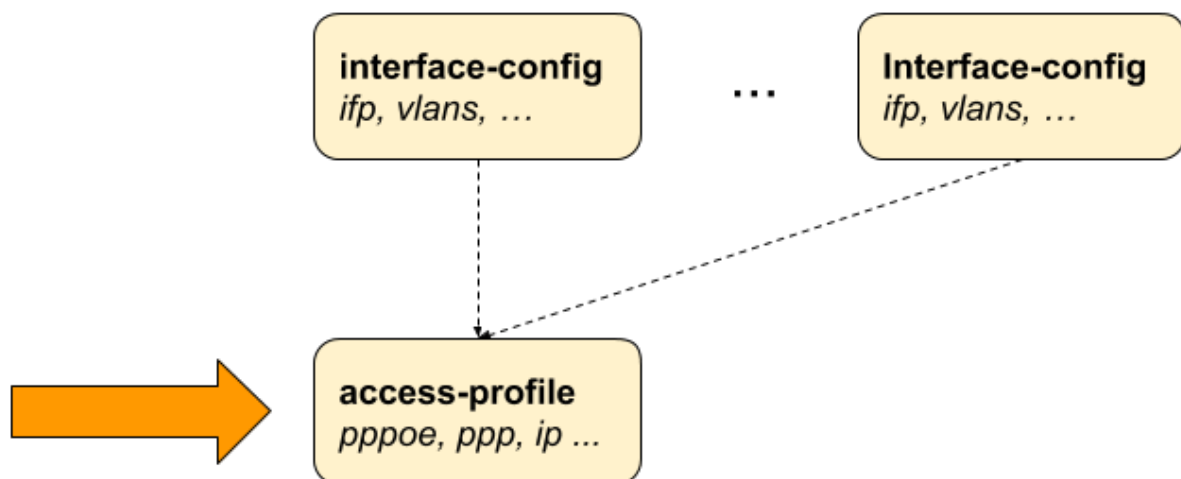 interface-config
ifp, vlans, …
...
Interface-config
ifp, vlans, …
access-profile
pppoe, ppp, ip ...